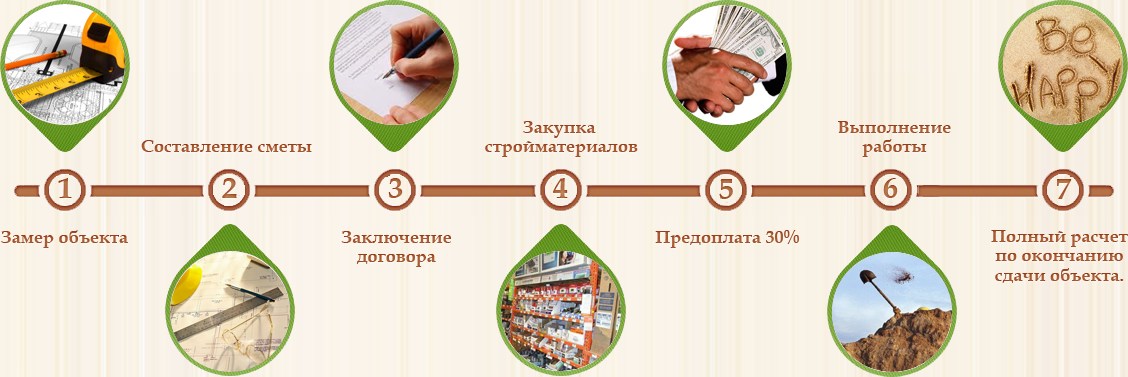 1
Замер объекта
Составление сметы
2
3
Заключение
договора
Закупка
стройматериалов
4
5
Предоплата 30%
Выполнение
работы
6
Be
HAPPY
7
Полный расчет
по окончанию
сдачи объекта.